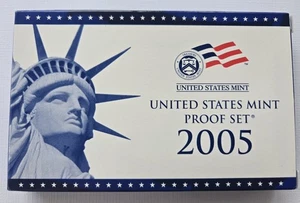 UNITED STATES MINT
UNITED STATES MINT
PROOF SET®
2005